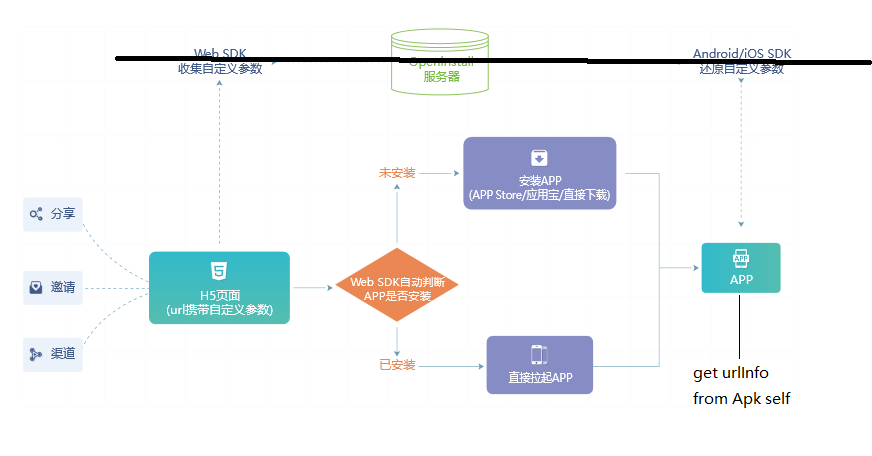 Web SDK
收集自定义参数
OpenInstall
服务器
Android/iOS SDK
还原自定义参数
未安装
安装APP
(APP Store/应用宝/直接下载)
分享
邀请
渠道
H5页面
(url携带自定义参数)
Web SDK自动判断
APP是否安装
已安装
直接拉起APP
APP
APP
get urlInfo
from Apk self